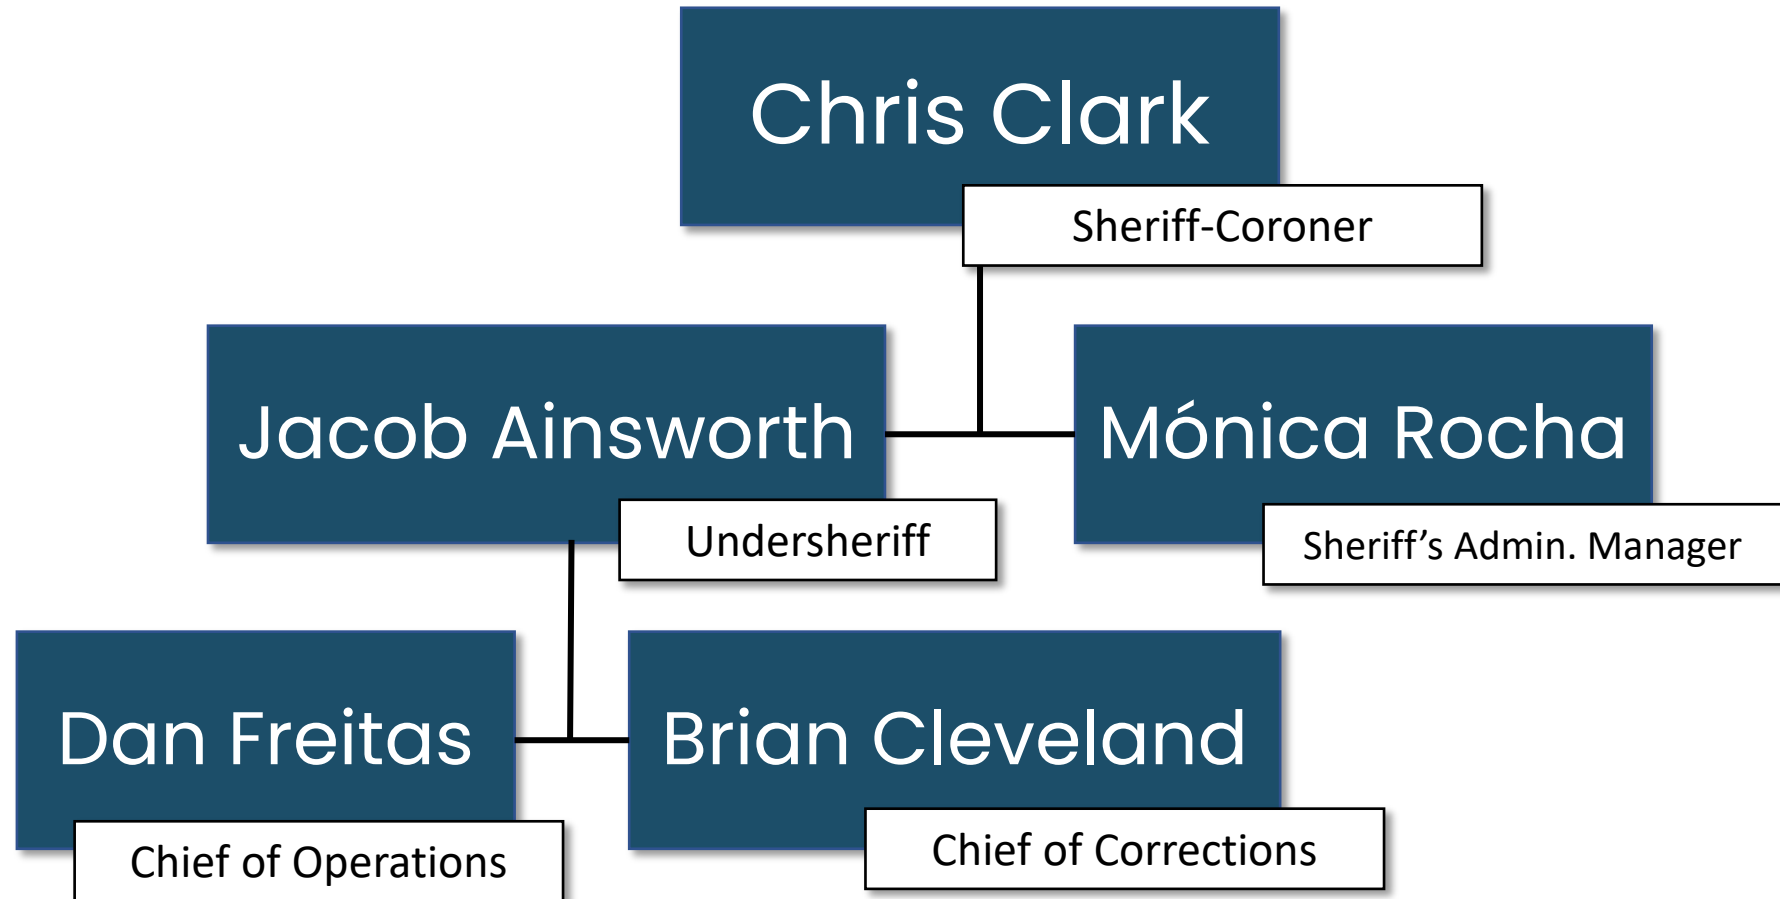 Chris Clark
Sheriff-Coroner
Jacob Ainsworth
Undersheriff
Mónica Rocha
Sheriff’s Admin. Manager
Dan Freitas
Chief of Operations
Brian Cleveland
Chief of Corrections